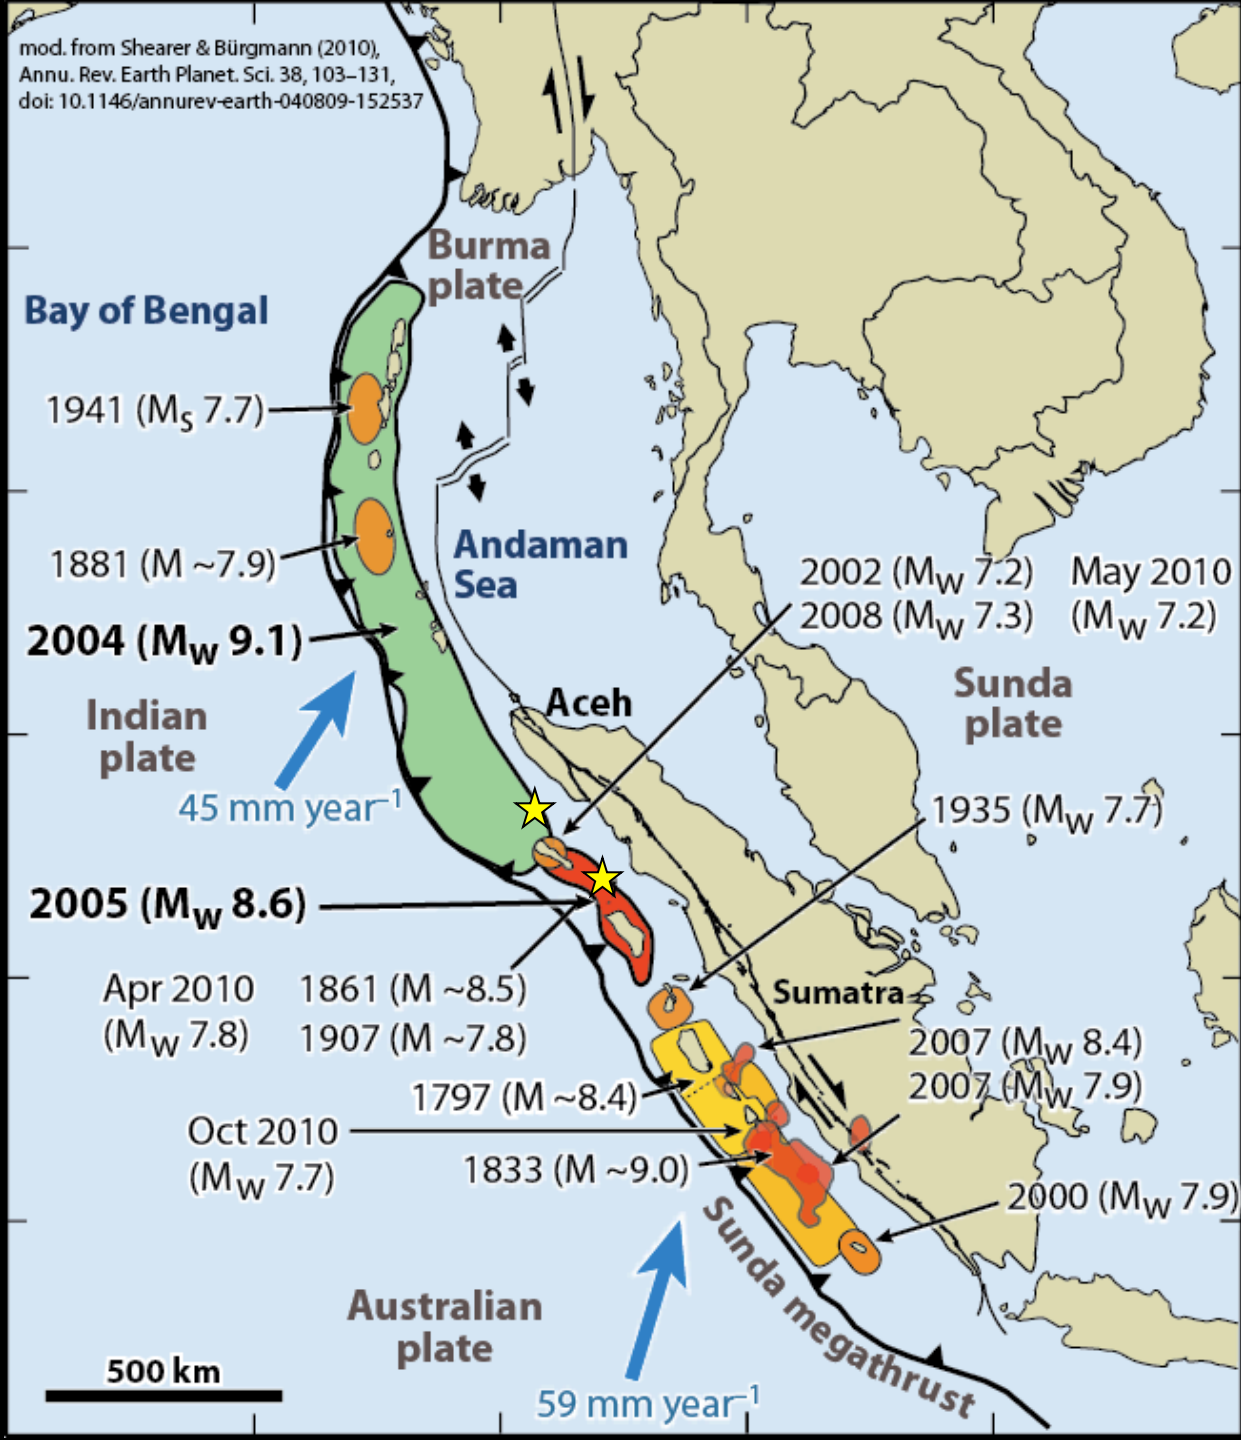 mod. from Shearer & Bürgmann (2010),
Annu. Rev. Earth Planet. Sci. 38, 103–131,
doi: 10.1146/annurev-earth-040809-152537
Burma
plate
Bay of Bengal
1941 (MS 7.7)
Andaman
Sea
1881 (M ~7.9)
2002 (MW 7.2)
2008 (MW 7.3)
May 2010
(MW 7.2)
2004 (MW 9.1)
Indian
plate
Aceh
Sunda
plate
45 mm year–1
1935 (MW 7.7)
2005 (MW 8.6)
Apr 2010
(MW 7.8)
1861 (M ~8.5)
1907 (M ~7.8)
Sumatra
2007 (MW 8.4)
2007 (MW 7.9)
1797 (M ~8.4)
Oct 2010
(MW 7.7)
1833 (M ~9.0)
2000 (MW 7.9)
Sunda megathrust
Australian
plate
500 km
59 mm year–1